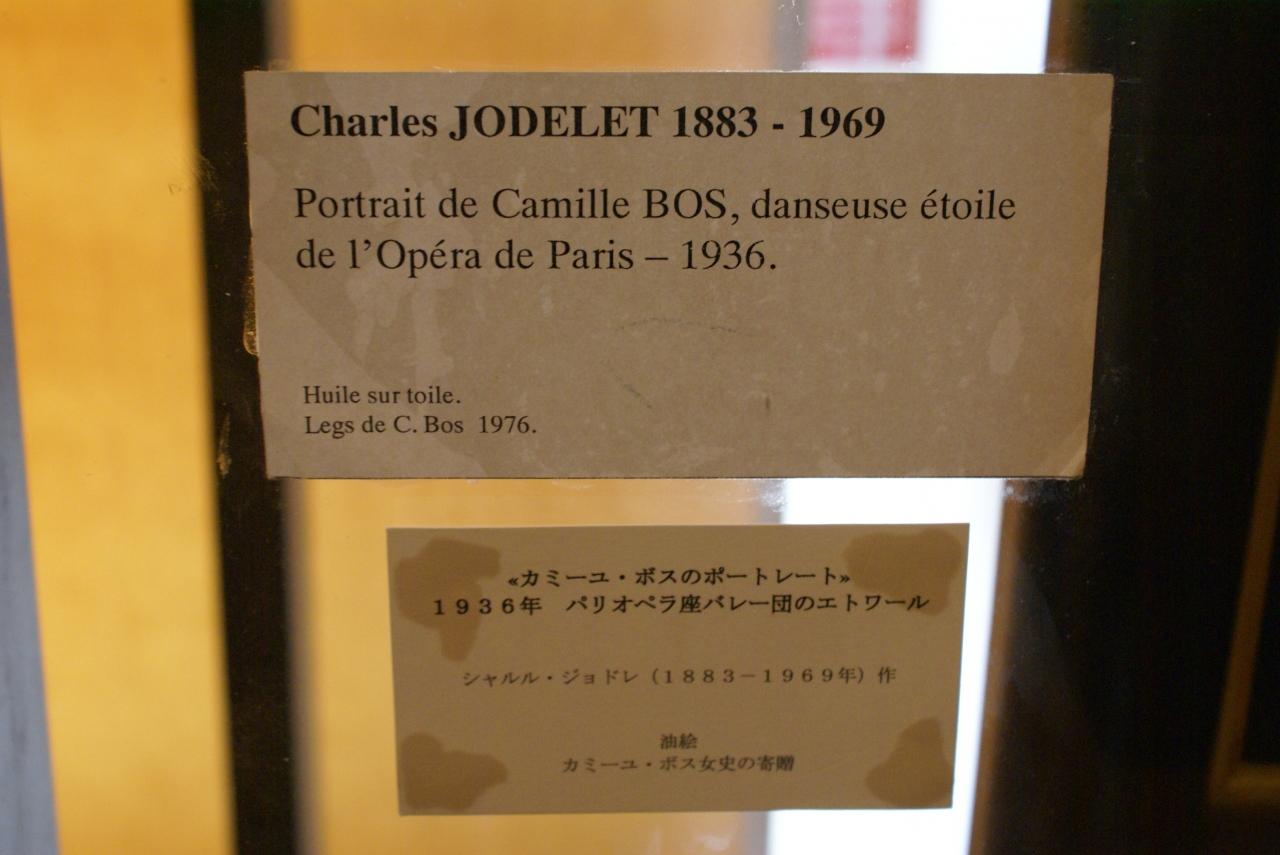 Charles JODELET 1883 - 1969
Portrait de Camille BOS, danseuse étoile
de l'Opéra de Paris – 1936.
Huile sur toile.
Legs de C. Bos 1976.
«カミーユ・ボスのポートレート»
１９３６年　パリオペラ座バレー団のエトワール
シャルル・ジョドレ（１８８３－１９６９年）作
油絵
カミーユ・ボス女史の寄贈